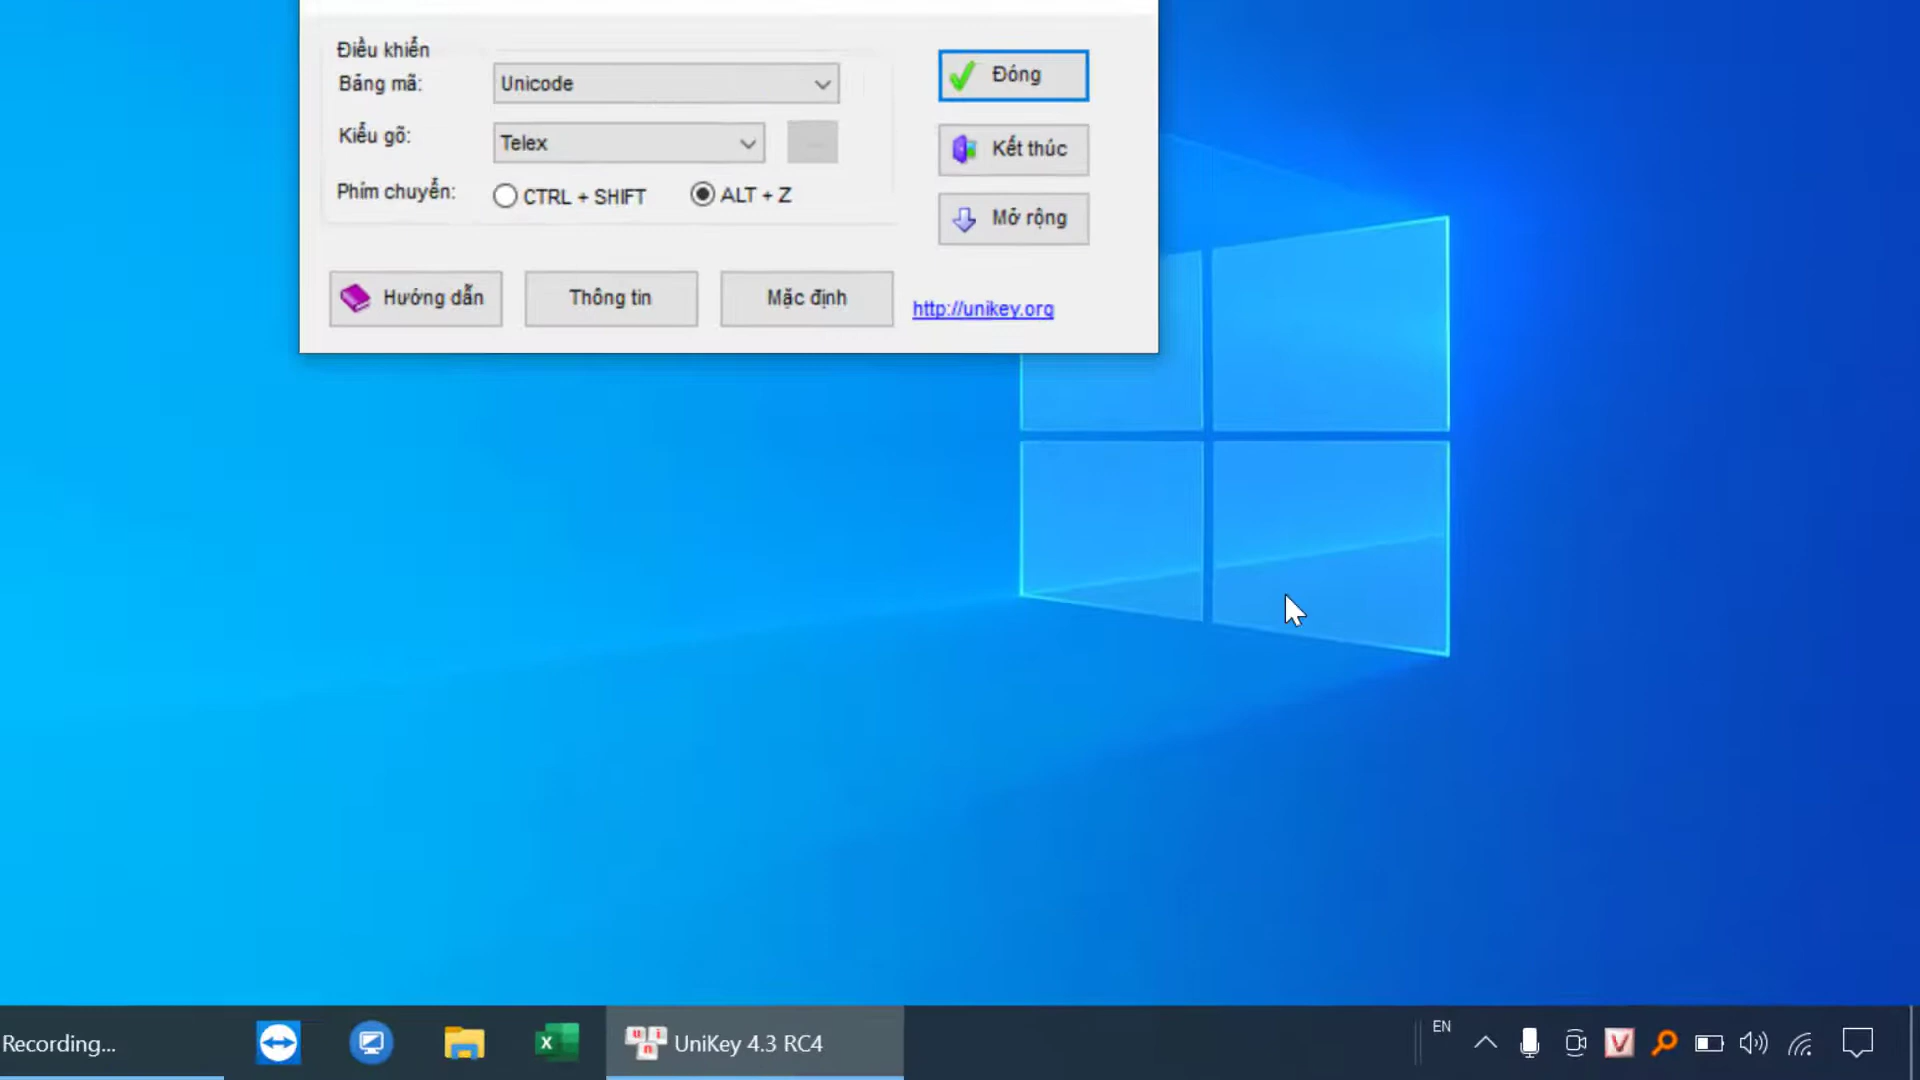 Điều khiển
Bảng mã:
Unicode
Đóng
Kiểu gõ:
Telex
Kết thúc
Phím chuyển:
CTRL + SHIFT
ALT + Z
Mở rộng
Hướng dẫn
Thông tin
Mặc định
http://unikey.org
Recording...
UniKey 4.3 RC4
EN